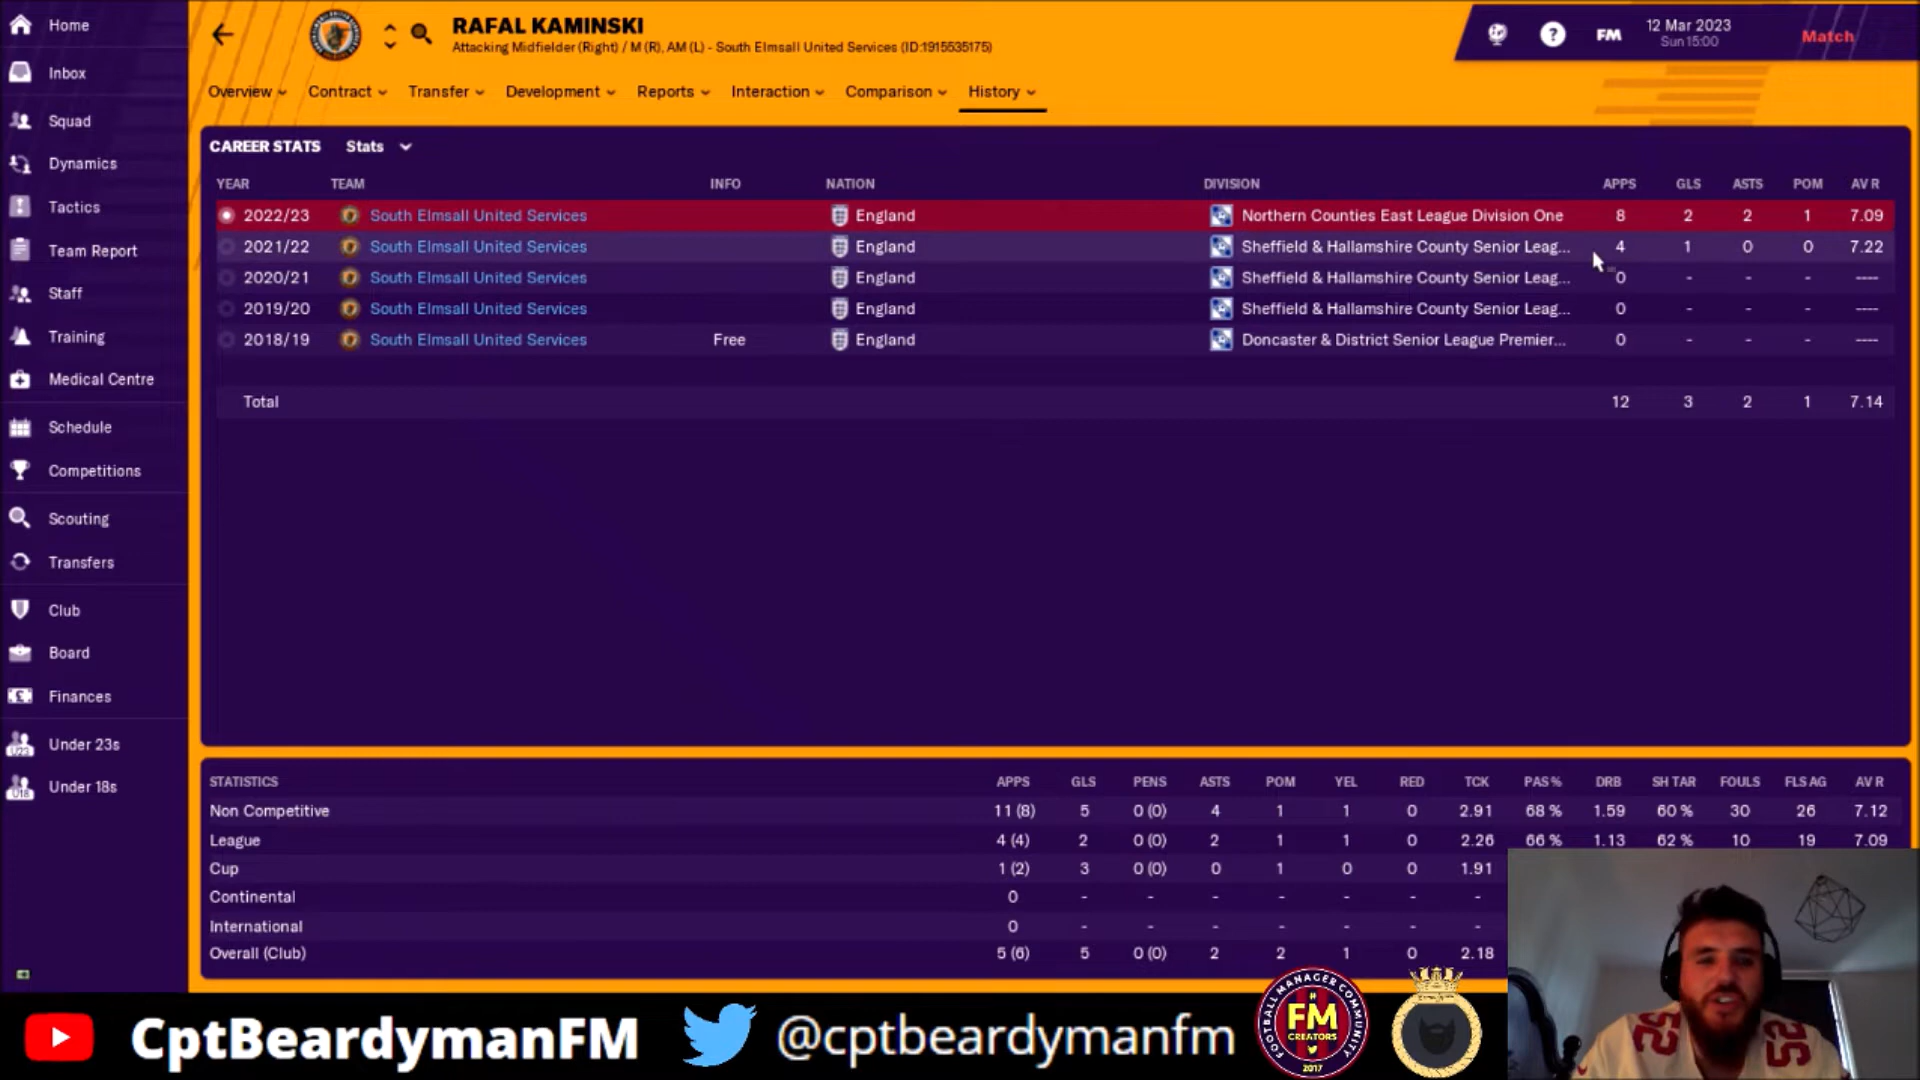 Home
Inbox
Squad
Dynamics
Tactics
Team Report
Staff
Training
Medical Centre
Schedule
Competitions
Scouting
Transfers
Club
Board
Finances
Under 23s
Under 18s
RAFAL KAMINSKI
Attacking Midfielder (Right) / M (R), AM (L) - South Elmsall United Services (ID:1915535175)
? FM 12 Mar 2023 Match
Sun 15:00
Overview Contract Transfer Development Reports Interaction Comparison History
CAREER STATS Stats
YEAR TEAM INFO NATION DIVISION APPS GLS ASTS POM AV R
2022/23 South Elmsall United Services England Northern Counties East League Division One 8 2 2 1 7.09
2021/22 South Elmsall United Services England Sheffield & Hallamshire County Senior Leag... 4 1 0 0 7.22
2020/21 South Elmsall United Services England Sheffield & Hallamshire County Senior Leag... 0 - - - ----
2019/20 South Elmsall United Services England Sheffield & Hallamshire County Senior Leag... 0 - - - ----
2018/19 South Elmsall United Services Free England Doncaster & District Senior League Premier... 0 - - - ----
Total 12 3 2 1 7.14
STATISTICS APPS GLS PENS ASTS POM YEL RED TCK PAS % DRB SH TAR FOULS FLS AG AV R
Non Competitive 11 (8) 5 0 (0) 4 1 1 0 2.91 68 % 1.59 60 % 30 26 7.12
League 4 (4) 2 0 (0) 2 1 1 0 2.26 66 % 1.13 62 % 10 19 7.09
Cup 1 (2) 3 0 (0) 0 1 0 0 1.91
Continental 0 - - - - - - -
International 0 - - - - - - -
Overall (Club) 5 (6) 5 0 (0) 2 2 1 0 2.18
CptBeardymanFM @cptbeardymanfm
FOOTBALL MANAGER COMMUNITY
#
FM
CREATORS
2017
52 52